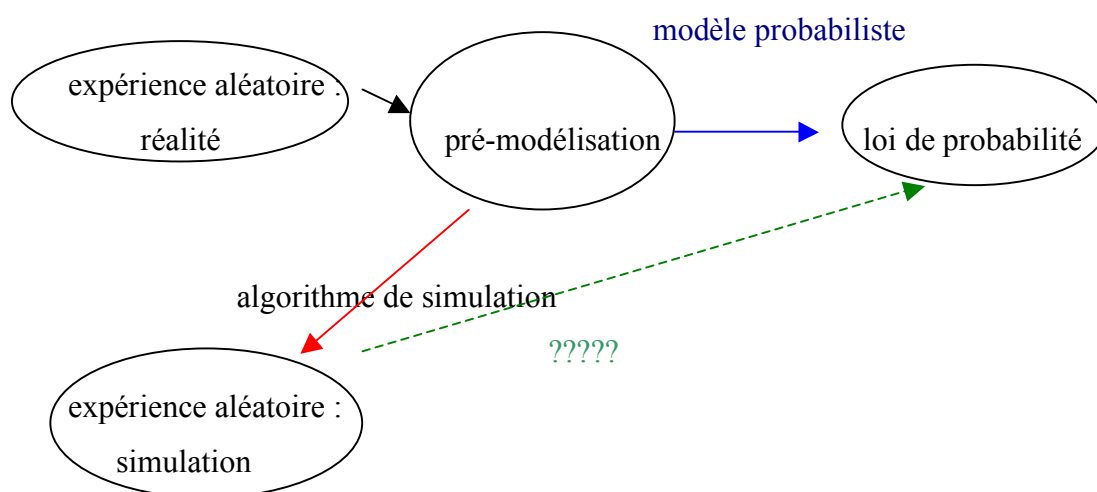 modèle probabiliste
expérience aléatoire :
réalité
pré-modélisation
loi de probabilité
algorithme de simulation
?????
expérience aléatoire :
simulation